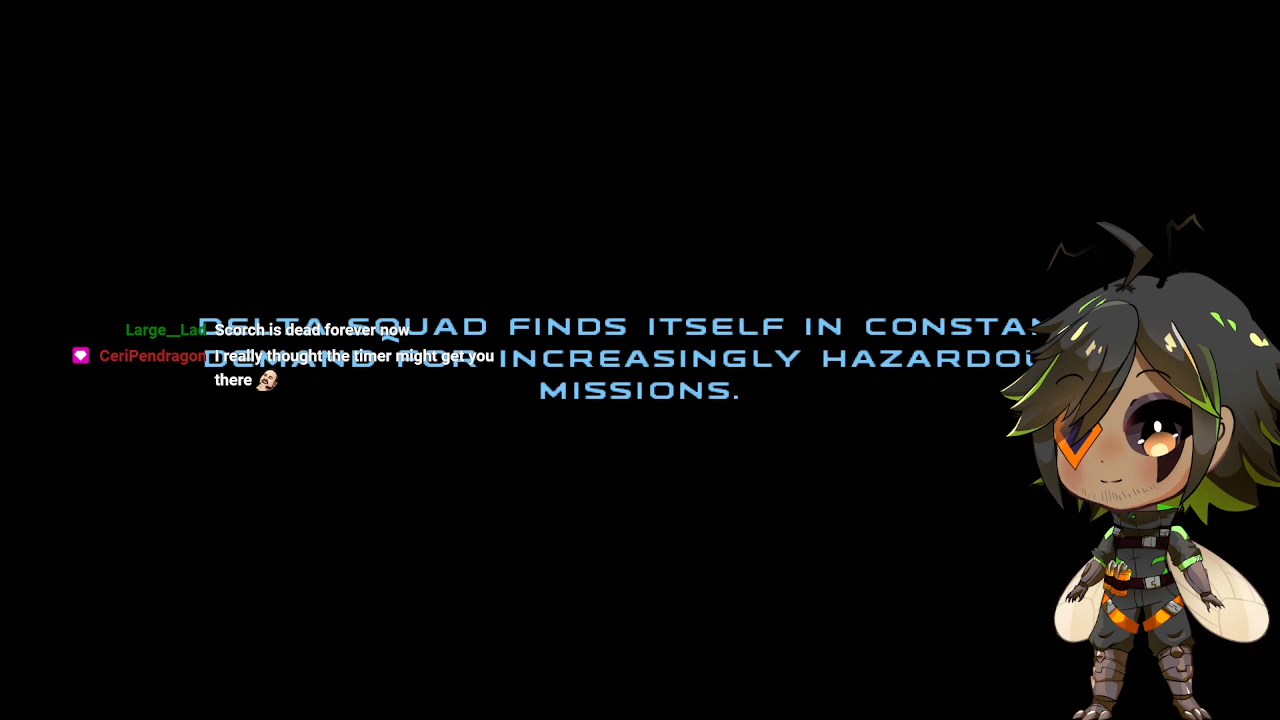 DELTA SQUAD FINDS ITSELF IN CONSTAN
DEMAND FOR INCREASINGLY HAZARDOU
MISSIONS.
Large__Lad Scorch is dead forever now
CeriPendragon I really thought the timer might get you
there